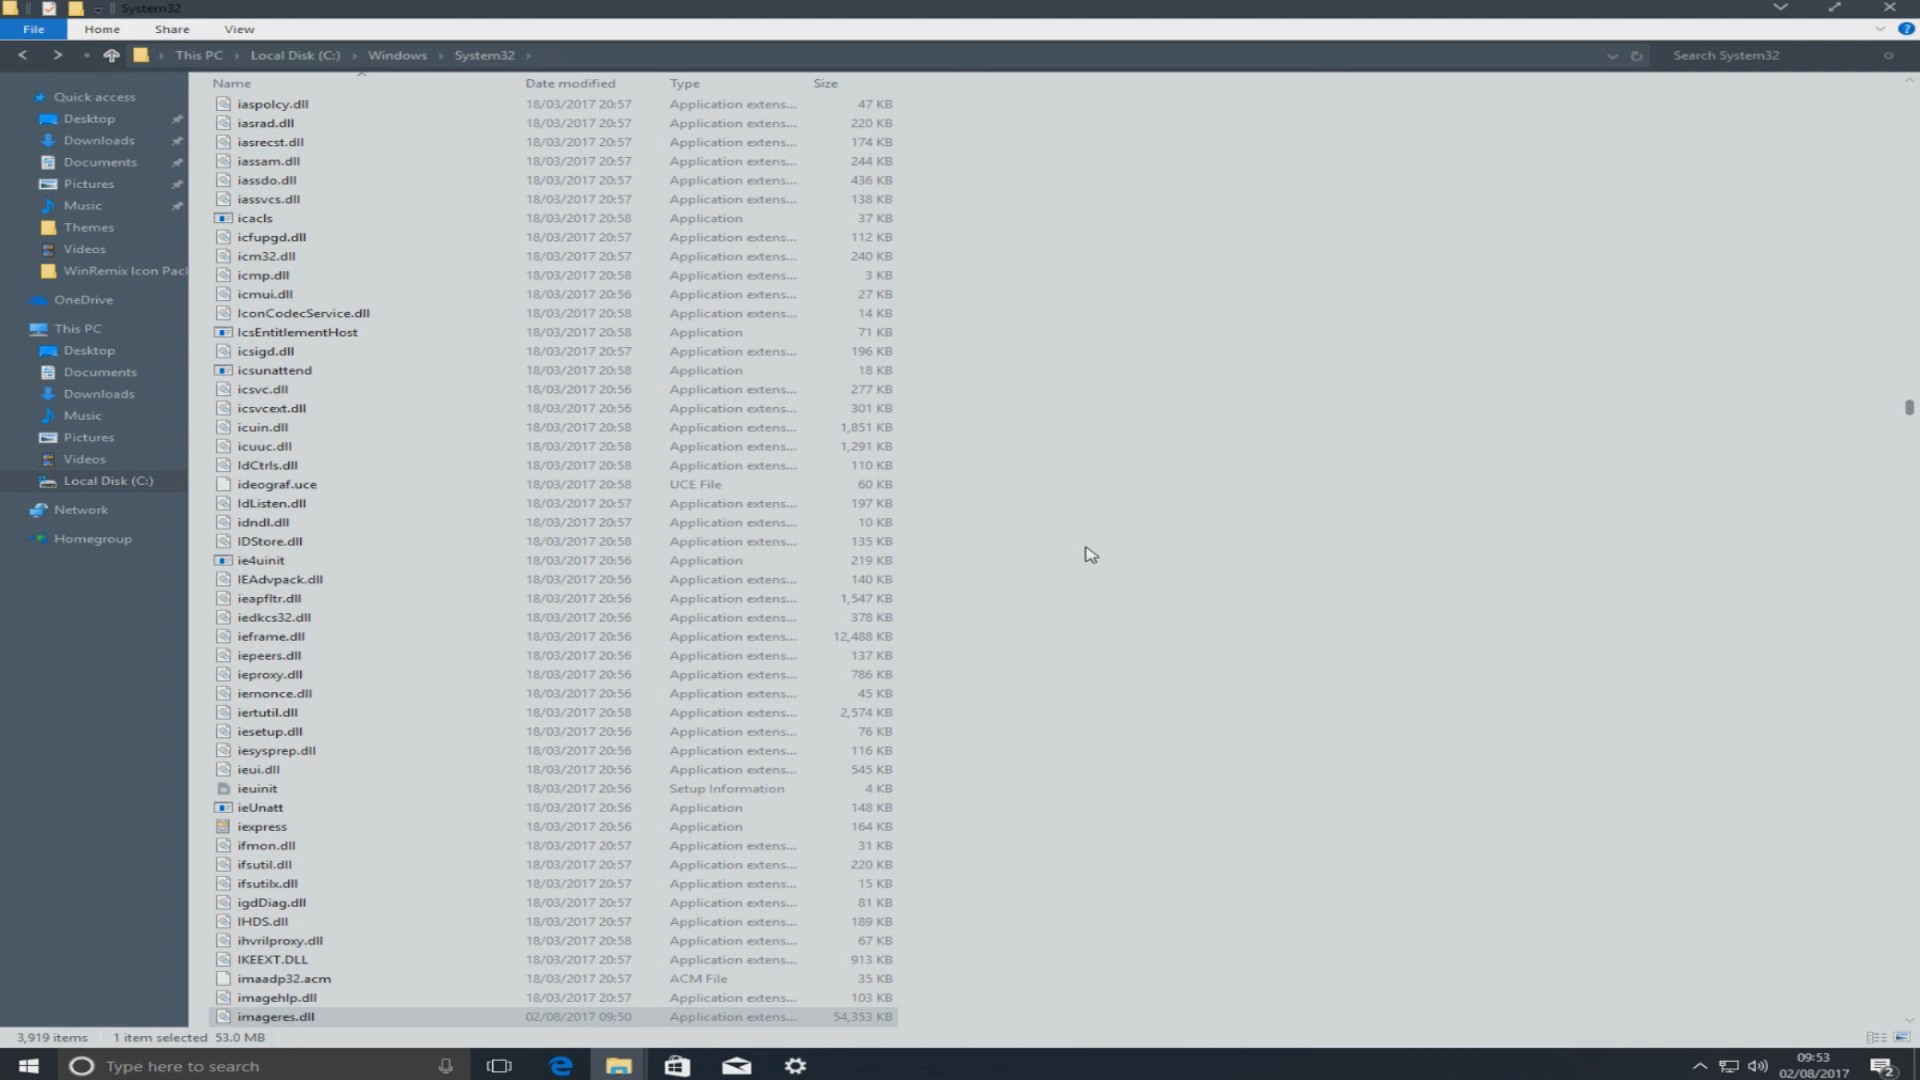 System32
File Home Share View
This PC Local Disk (C:) Windows System32 Search System32
Name Date modified Type Size
Quick access
Desktop
Downloads
Documents
Pictures
Music
Themes
Videos
WinRemix Icon Pac
OneDrive
This PC
Desktop
Documents
Downloads
Music
Pictures
Videos
Local Disk (C:)
Network
Homegroup
iaspolcy.dll 18/03/2017 20:57 Application extens... 47 KB
iasrad.dll 18/03/2017 20:57 Application extens... 220 KB
iasrecst.dll 18/03/2017 20:57 Application extens... 174 KB
iassam.dll 18/03/2017 20:57 Application extens... 244 KB
iassdo.dll 18/03/2017 20:57 Application extens... 436 KB
iassvcs.dll 18/03/2017 20:57 Application extens... 138 KB
icacls 18/03/2017 20:58 Application 37 KB
icfupgd.dll 18/03/2017 20:57 Application extens... 112 KB
icm32.dll 18/03/2017 20:57 Application extens... 240 KB
icmp.dll 18/03/2017 20:58 Application extens... 3 KB
icmui.dll 18/03/2017 20:56 Application extens... 27 KB
IconCodecService.dll 18/03/2017 20:58 Application extens... 14 KB
IcsEntitlementHost 18/03/2017 20:58 Application 71 KB
icsigd.dll 18/03/2017 20:57 Application extens... 196 KB
icsunattend 18/03/2017 20:58 Application 18 KB
icsvc.dll 18/03/2017 20:56 Application extens... 277 KB
icsvcext.dll 18/03/2017 20:56 Application extens... 301 KB
icuin.dll 18/03/2017 20:58 Application extens... 1,851 KB
icuuc.dll 18/03/2017 20:58 Application extens... 1,291 KB
IdCtrls.dll 18/03/2017 20:58 Application extens... 110 KB
ideograf.uce 18/03/2017 20:58 UCE File 60 KB
IdListen.dll 18/03/2017 20:57 Application extens... 197 KB
idndl.dll 18/03/2017 20:57 Application extens... 10 KB
IDStore.dll 18/03/2017 20:58 Application extens... 135 KB
ie4uinit 18/03/2017 20:56 Application 219 KB
IEAdvpack.dll 18/03/2017 20:56 Application extens... 140 KB
ieapfltr.dll 18/03/2017 20:56 Application extens... 1,547 KB
iedkcs32.dll 18/03/2017 20:56 Application extens... 378 KB
ieframe.dll 18/03/2017 20:56 Application extens... 12,488 KB
iepeers.dll 18/03/2017 20:56 Application extens... 137 KB
ieproxy.dll 18/03/2017 20:56 Application extens... 786 KB
iernonce.dll 18/03/2017 20:56 Application extens... 45 KB
iertutil.dll 18/03/2017 20:58 Application extens... 2,574 KB
iesetup.dll 18/03/2017 20:56 Application extens... 76 KB
iesysprep.dll 18/03/2017 20:56 Application extens... 116 KB
ieui.dll 18/03/2017 20:56 Application extens... 545 KB
ieuinit 18/03/2017 20:56 Setup Information 4 KB
ieUnatt 18/03/2017 20:56 Application 148 KB
iexpress 18/03/2017 20:56 Application 164 KB
ifmon.dll 18/03/2017 20:57 Application extens... 31 KB
ifsutil.dll 18/03/2017 20:57 Application extens... 220 KB
ifsutilx.dll 18/03/2017 20:57 Application extens... 15 KB
igdDiag.dll 18/03/2017 20:57 Application extens... 81 KB
IHDS.dll 18/03/2017 20:57 Application extens... 189 KB
ihvrilproxy.dll 18/03/2017 20:58 Application extens... 67 KB
IKEEXT.DLL 18/03/2017 20:57 Application extens... 913 KB
imaadp32.acm 18/03/2017 20:57 ACM File 35 KB
imagehlp.dll 18/03/2017 20:57 Application extens... 103 KB
imageres.dll 02/08/2017 09:50 Application extens... 54,353 KB
3,919 items 1 item selected 53.0 MB
Type here to search
09:53
02/08/2017
2